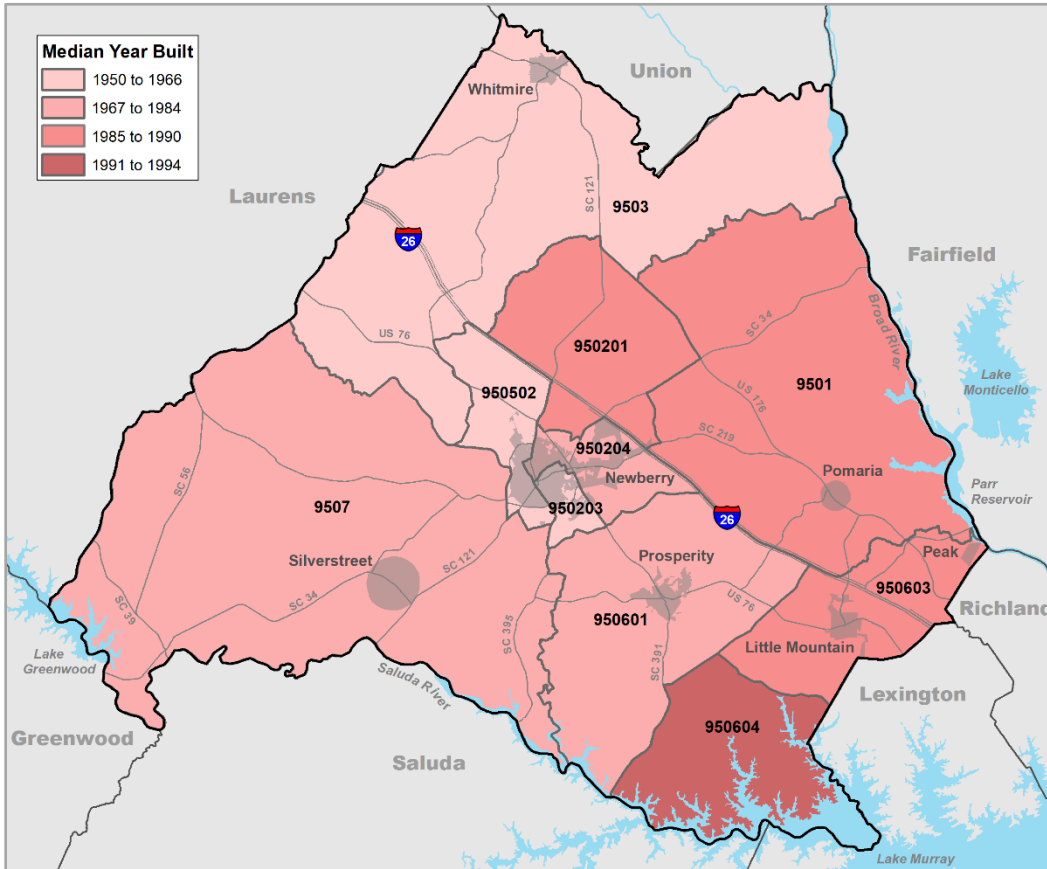 Median Year Built
1950 to 1966
1967 to 1984
1985 to 1990
1991 to 1994
Union
Whitmire
SC 121
Laurens
9503
26
Fairfield
Broad River
SC 34
US 76
950201
9501
Lake
Monticello
950502
US 176
SC 219
950204
SC 56
Newberry
Pomaria
Parr
Reservoir
9507
950203
26
Silverstreet
SC 121
Prosperity
Peak
950603
SC 34
US 76
Richland
SC 39
950601
SC 395
Little Mountain
SC 391
Lake
Greenwood
Saluda River
Lexington
Greenwood
950604
Saluda
Lake Murray